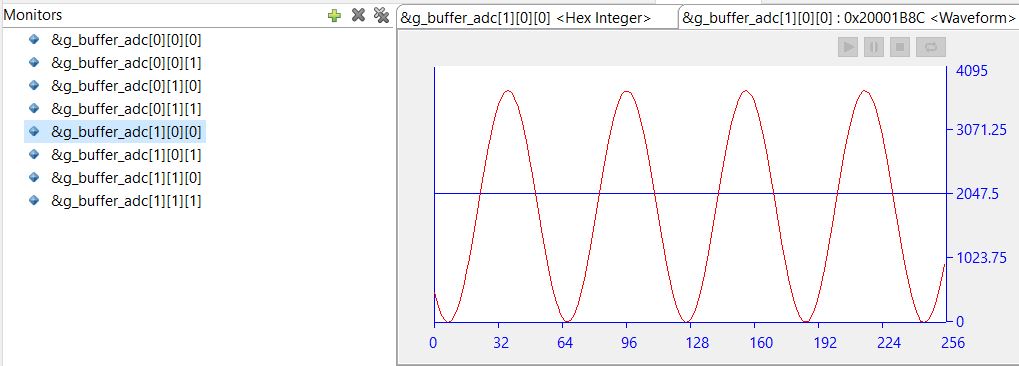 Monitors
&g_buffer_adc[0][0][0]
&g_buffer_adc[0][0][1]
&g_buffer_adc[0][1][0]
&g_buffer_adc[0][1][1]
&g_buffer_adc[1][0][0]
&g_buffer_adc[1][0][1]
&g_buffer_adc[1][1][0]
&g_buffer_adc[1][1][1]
&g_buffer_adc[1][0][0] <Hex Integer>
&g_buffer_adc[1][0][0] : 0x20001B8C <Waveform>
4095
3071.25
2047.5
1023.75
0
0 32 64 96 128 160 192 224 256